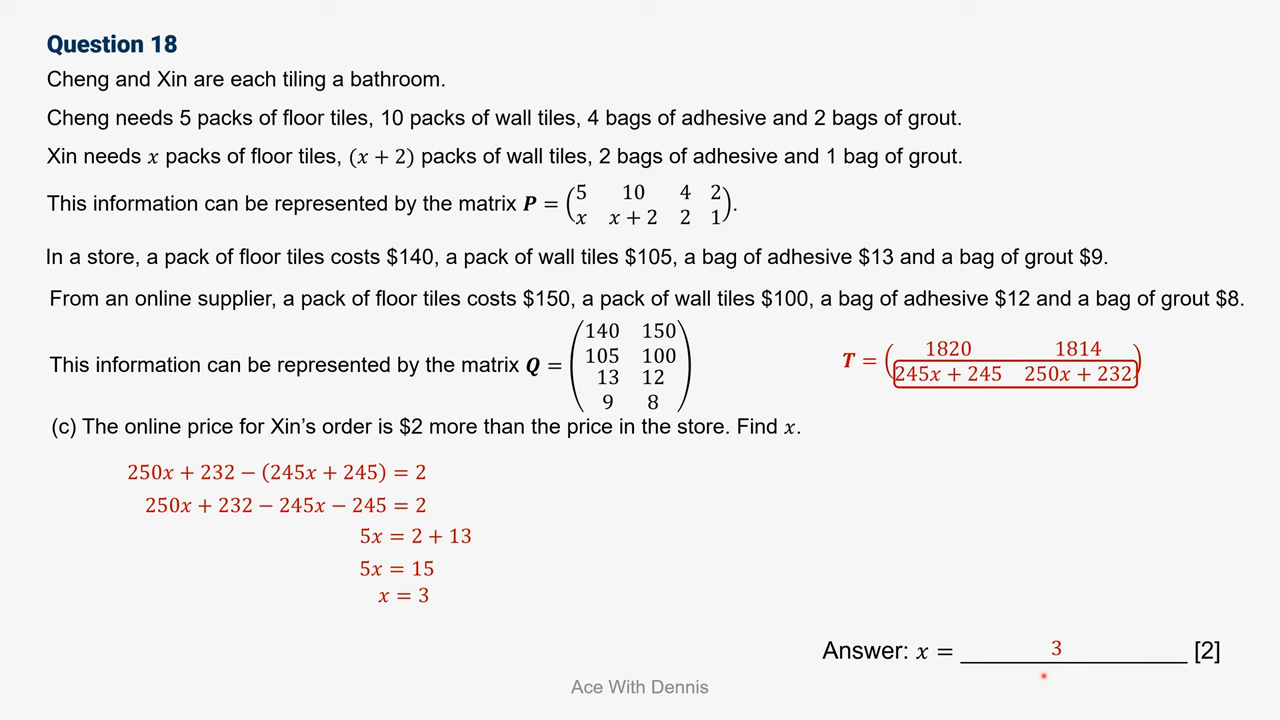 Question 18
Cheng and Xin are each tiling a bathroom.
Cheng needs 5 packs of floor tiles, 10 packs of wall tiles, 4 bags of adhesive and 2 bags of grout.
Xin needs x packs of floor tiles, (x + 2) packs of wall tiles, 2 bags of adhesive and 1 bag of grout.
This information can be represented by the matrix P = (5 10 4 2
x x + 2 2 1).
In a store, a pack of floor tiles costs $140, a pack of wall tiles $105, a bag of adhesive $13 and a bag of grout $9.
From an online supplier, a pack of floor tiles costs $150, a pack of wall tiles $100, a bag of adhesive $12 and a bag of grout $8.
This information can be represented by the matrix Q = (140 150
105 100
13 12
9 8)
T = (1820 1814
245x + 245 250x + 232)
(c) The online price for Xin's order is $2 more than the price in the store. Find x.
250x + 232 − (245x + 245) = 2
250x + 232 − 245x − 245 = 2
5x = 2 + 13
5x = 15
x = 3
Answer: x = 3 [2]
Ace With Dennis